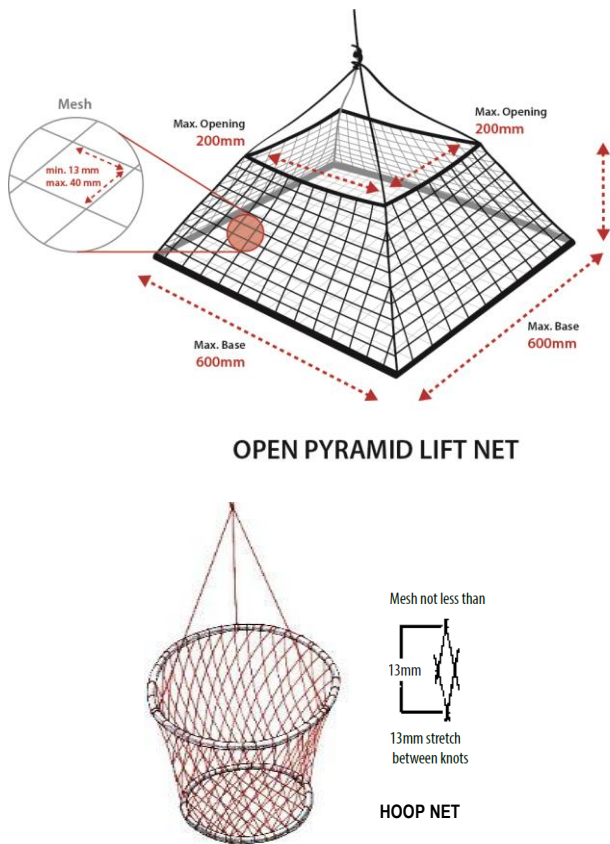 Mesh
min. 13 mm
max. 40 mm
Max. Opening
200mm
Max. Opening
200mm
Max. Base
600mm
Max. Base
600mm
OPEN PYRAMID LIFT NET
Mesh not less than
13mm
13mm stretch
between knots
HOOP NET